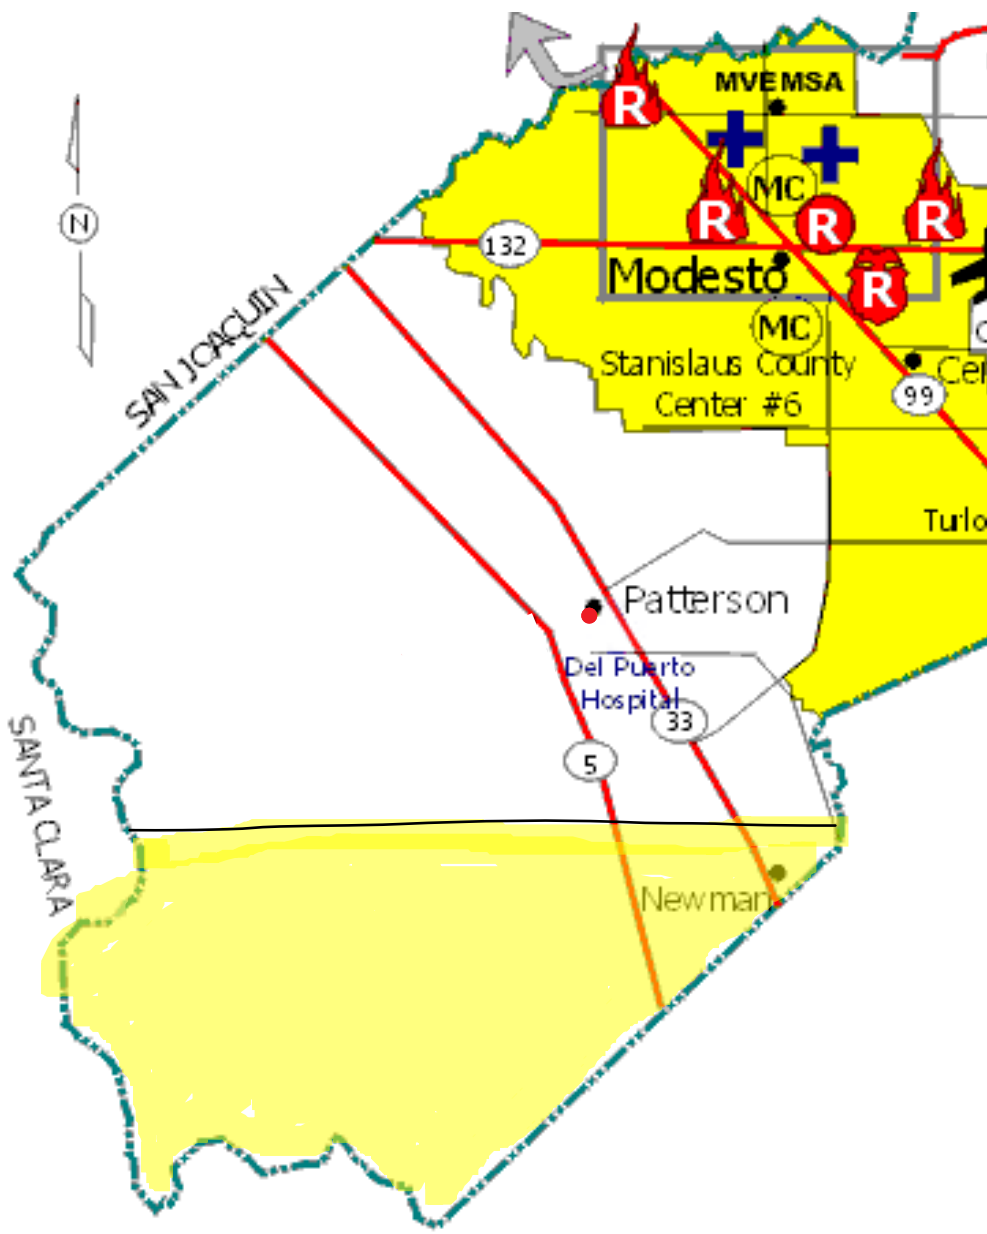 MVEMSA
R
MC
R
R
R
132
Modesto
R
N
SAN JOAQUIN
MC
Stanislaus County
Center #6
99
Patterson
Del Puerto
Hospital
33
5
SANTA CLARA
Newman